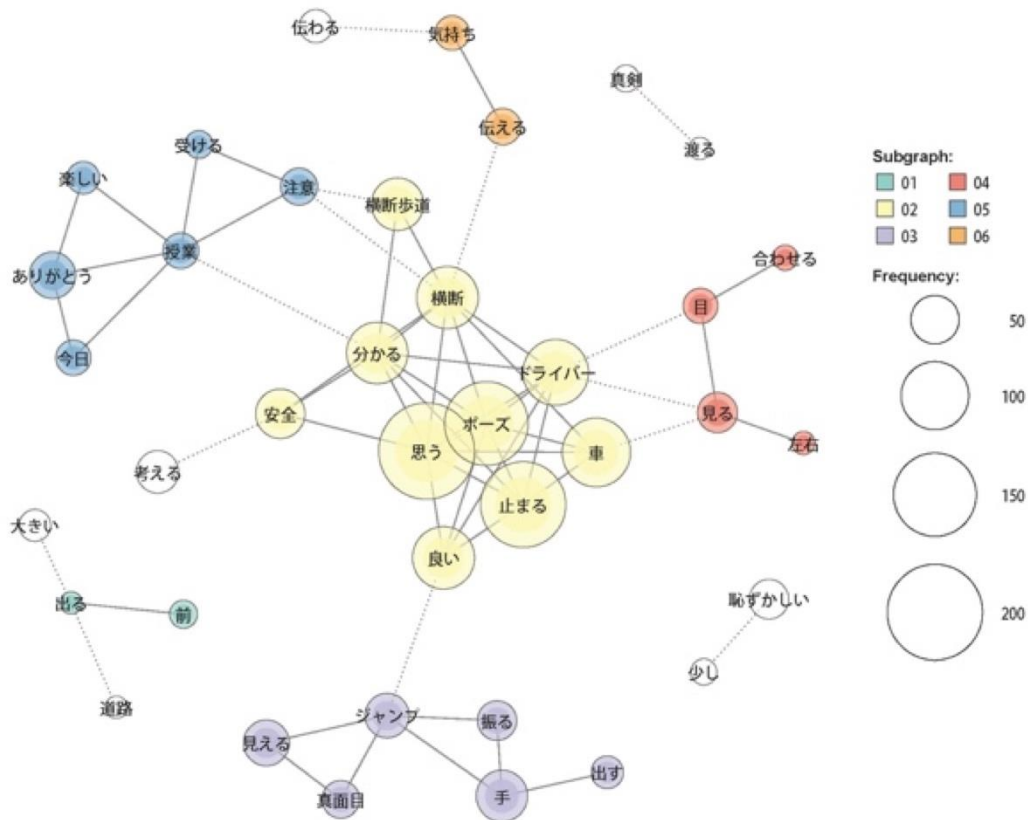 伝わる
気持ち
伝える
真剣
渡る
受ける
楽しい
注意
横断歩道
授業
ありがとう
今日
横断
分かる
ドライバー
安全
ポーズ
思う
車
止まる
良い
考える
合わせる
目
見る
左右
大きい
出る
前
道路
恥ずかしい
少し
ジャンプ
振る
見える
真面目
手
出す
Subgraph:
01 04
02 05
03 06
Frequency:
50
100
150
200